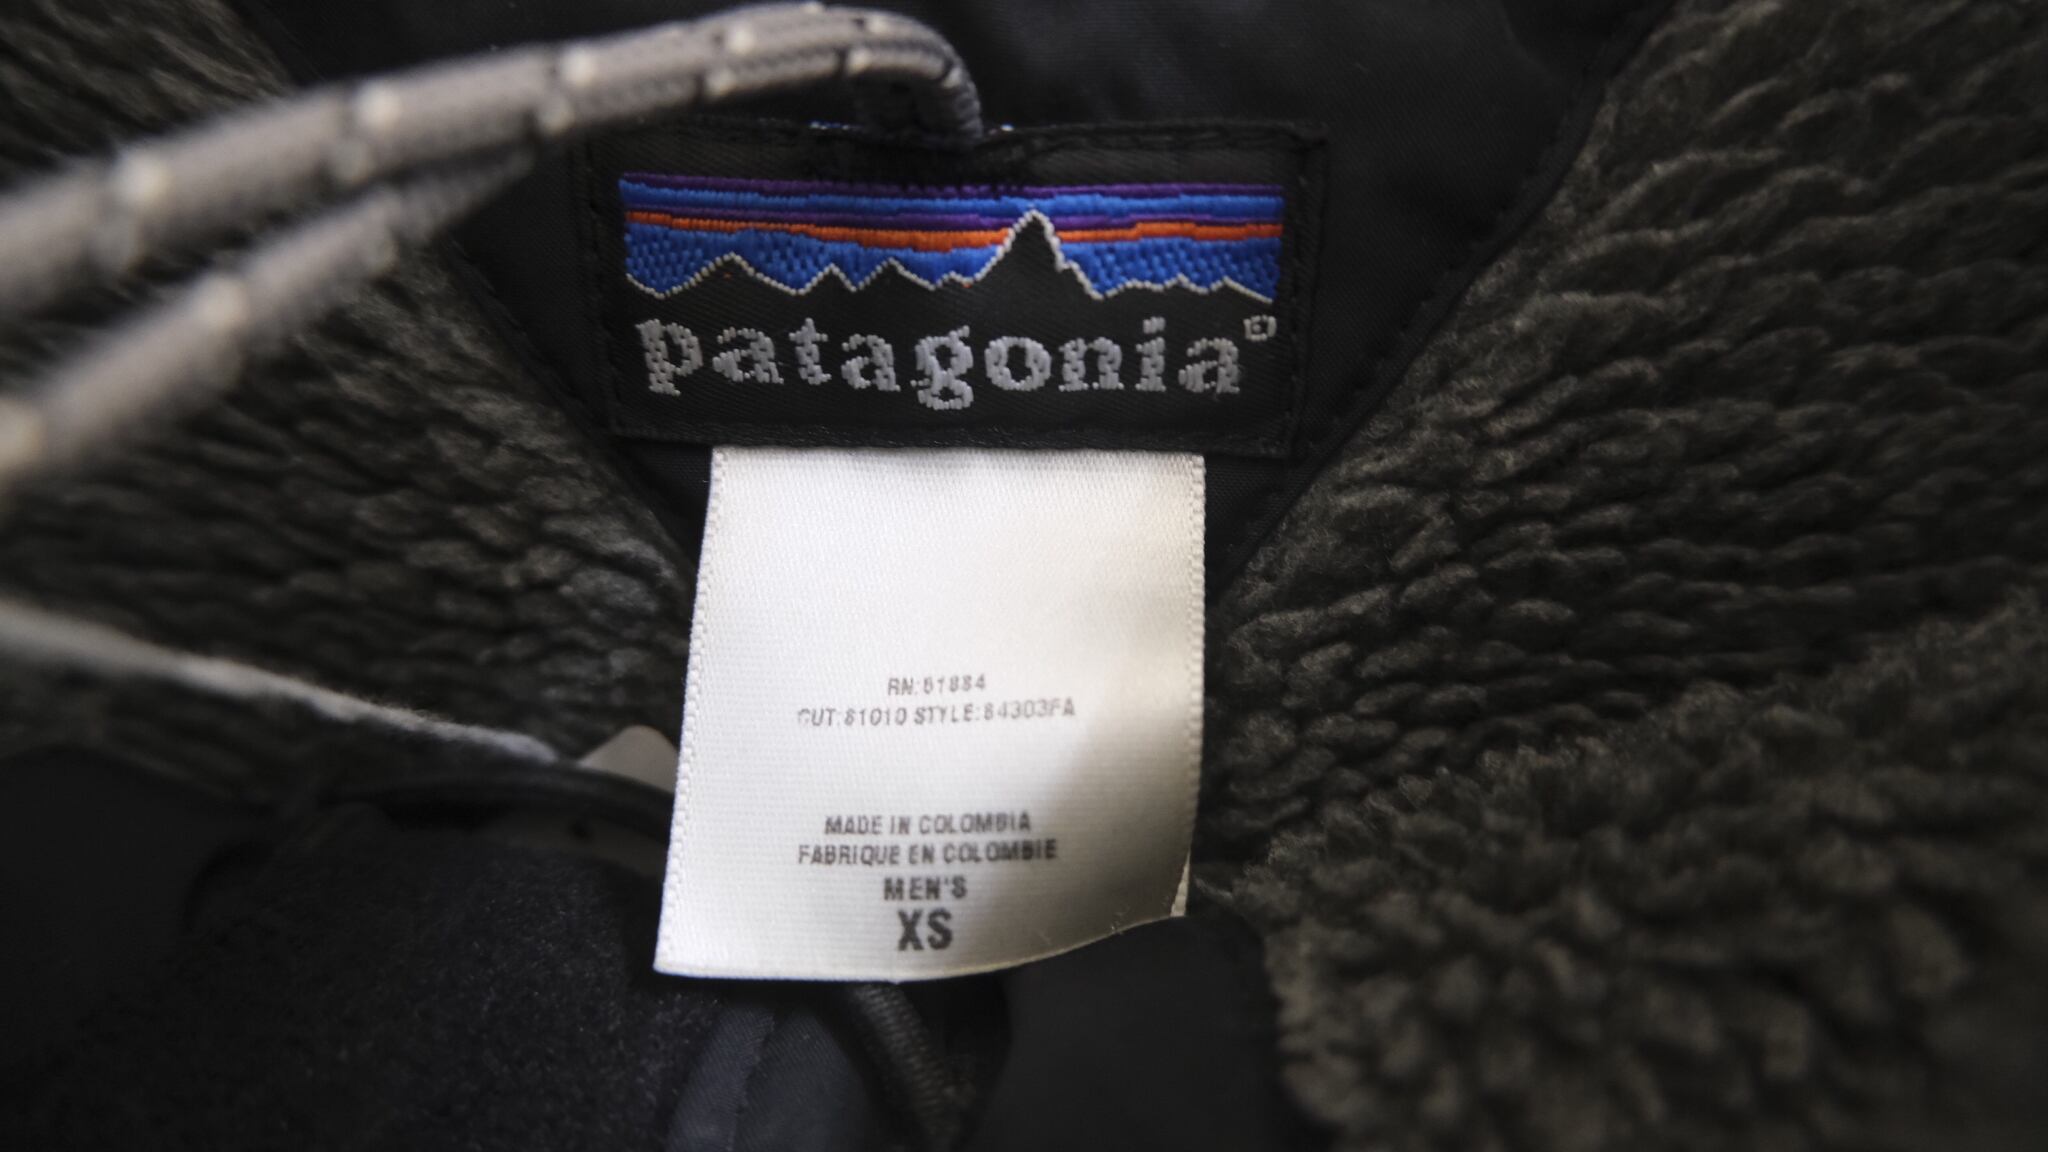 patagonia®
RN:51884
CUT:81010 STYLE:84303FA
MADE IN COLOMBIA
FABRIQUE EN COLOMBIE
MEN'S
XS